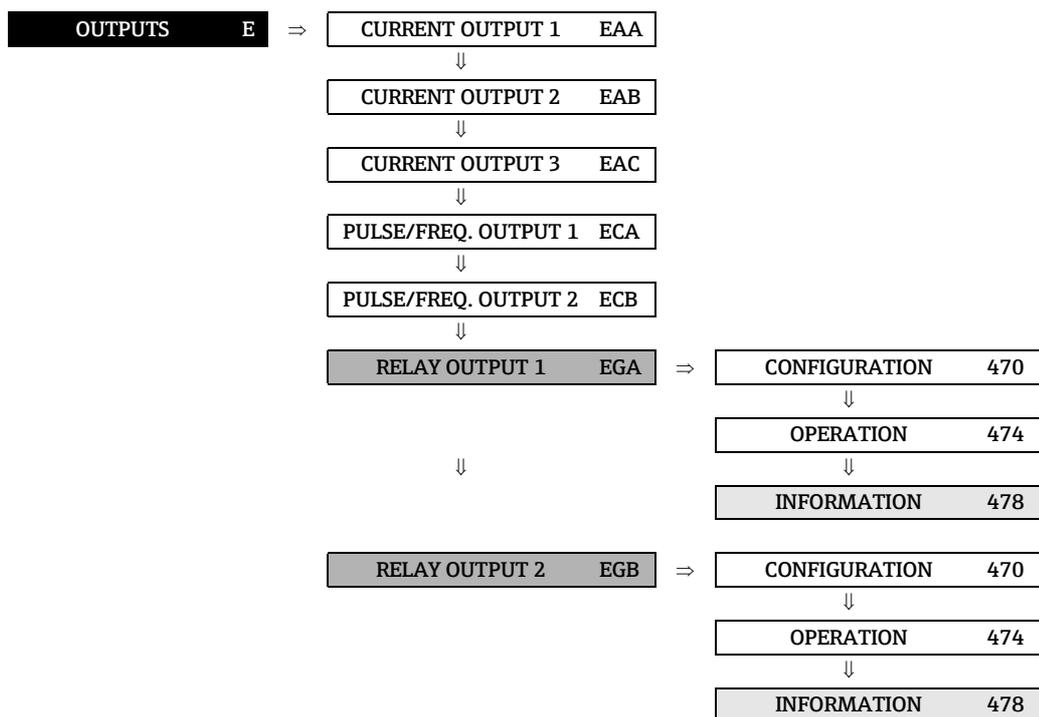 OUTPUTS E ⇒ CURRENT OUTPUT 1 EAA
⇓
CURRENT OUTPUT 2 EAB
⇓
CURRENT OUTPUT 3 EAC
⇓
PULSE/FREQ. OUTPUT 1 ECA
⇓
PULSE/FREQ. OUTPUT 2 ECB
⇓
RELAY OUTPUT 1 EGA ⇒ CONFIGURATION 470
⇓
OPERATION 474
⇓ ⇓
INFORMATION 478
RELAY OUTPUT 2 EGB ⇒ CONFIGURATION 470
⇓
OPERATION 474
⇓
INFORMATION 478